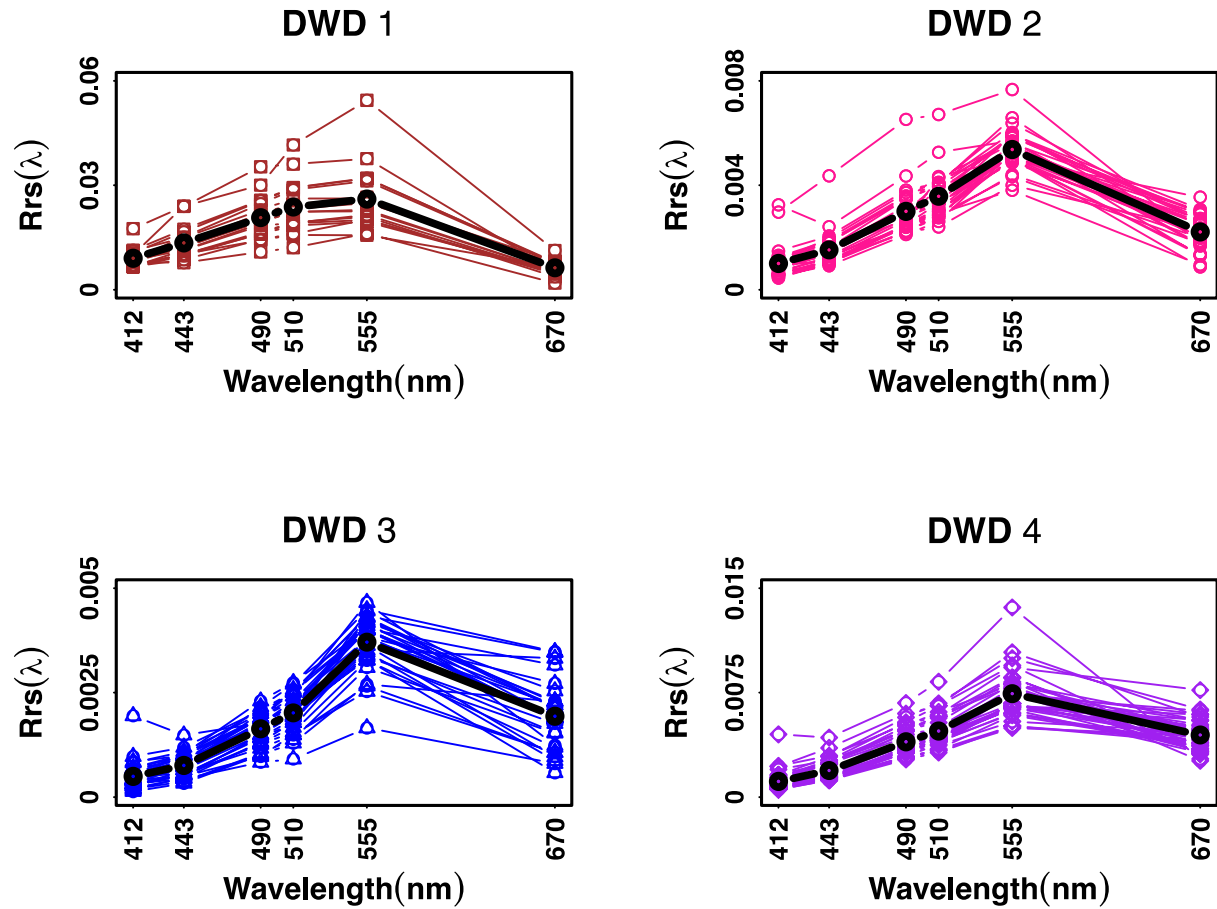 DWD 1
Rrs(λ)
0.06
0.03
0
412 443 490 510 555 670
Wavelength(nm)
DWD 2
Rrs(λ)
0.008
0.004
0
412 443 490 510 555 670
Wavelength(nm)
DWD 3
Rrs(λ)
0.005
0.0025
0
412 443 490 510 555 670
Wavelength(nm)
DWD 4
Rrs(λ)
0.015
0.0075
0
412 443 490 510 555 670
Wavelength(nm)